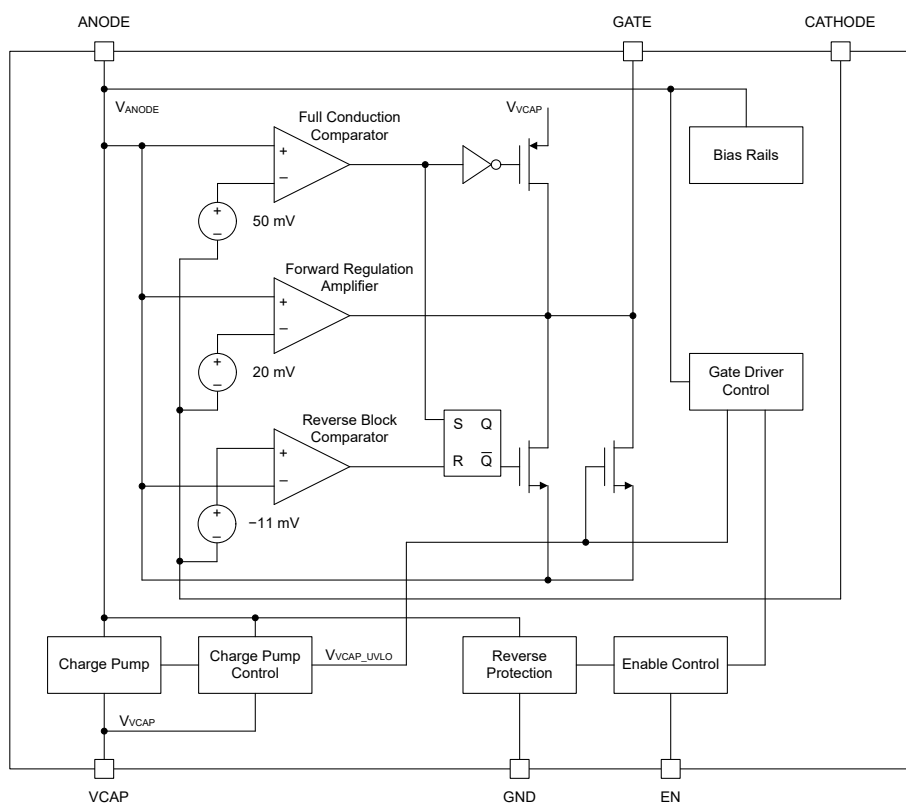 ANODE
GATE
CATHODE
VANODE
Full Conduction
Comparator
+
−
+
−
50 mV
VVCAP
Bias Rails
Forward Regulation
Amplifier
+
−
+
−
20 mV
Gate Driver
Control
Reverse Block
Comparator
+
−
+
−
−11 mV
S Q
R Q̅
Charge Pump
Charge Pump
Control
VVCAP_UVLO
Reverse
Protection
Enable Control
VVCAP
VCAP
GND
EN